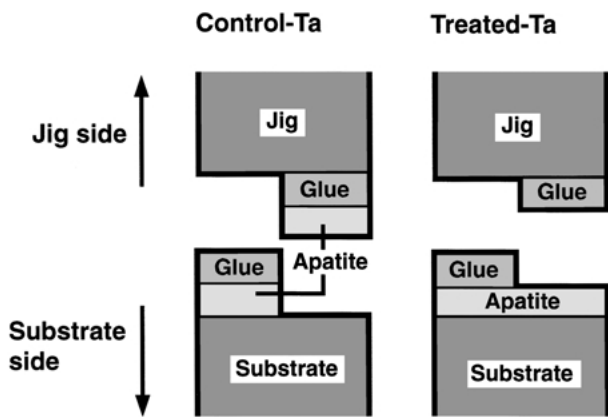 Control-Ta
Treated-Ta
Jig side
Jig
Jig
Glue
Glue
Apatite
Glue
Glue
Apatite
Substrate
side
Substrate
Substrate